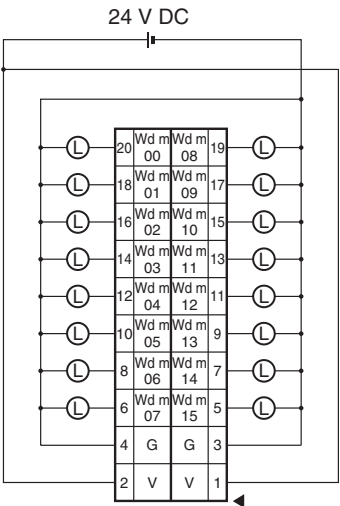 24 V DC
L 20 Wd m 00 Wd m 08 19 L
L 18 Wd m 01 Wd m 09 17 L
L 16 Wd m 02 Wd m 10 15 L
L 14 Wd m 03 Wd m 11 13 L
L 12 Wd m 04 Wd m 12 11 L
L 10 Wd m 05 Wd m 13 9 L
L 8 Wd m 06 Wd m 14 7 L
L 6 Wd m 07 Wd m 15 5 L
4 G G 3
2 V V 1